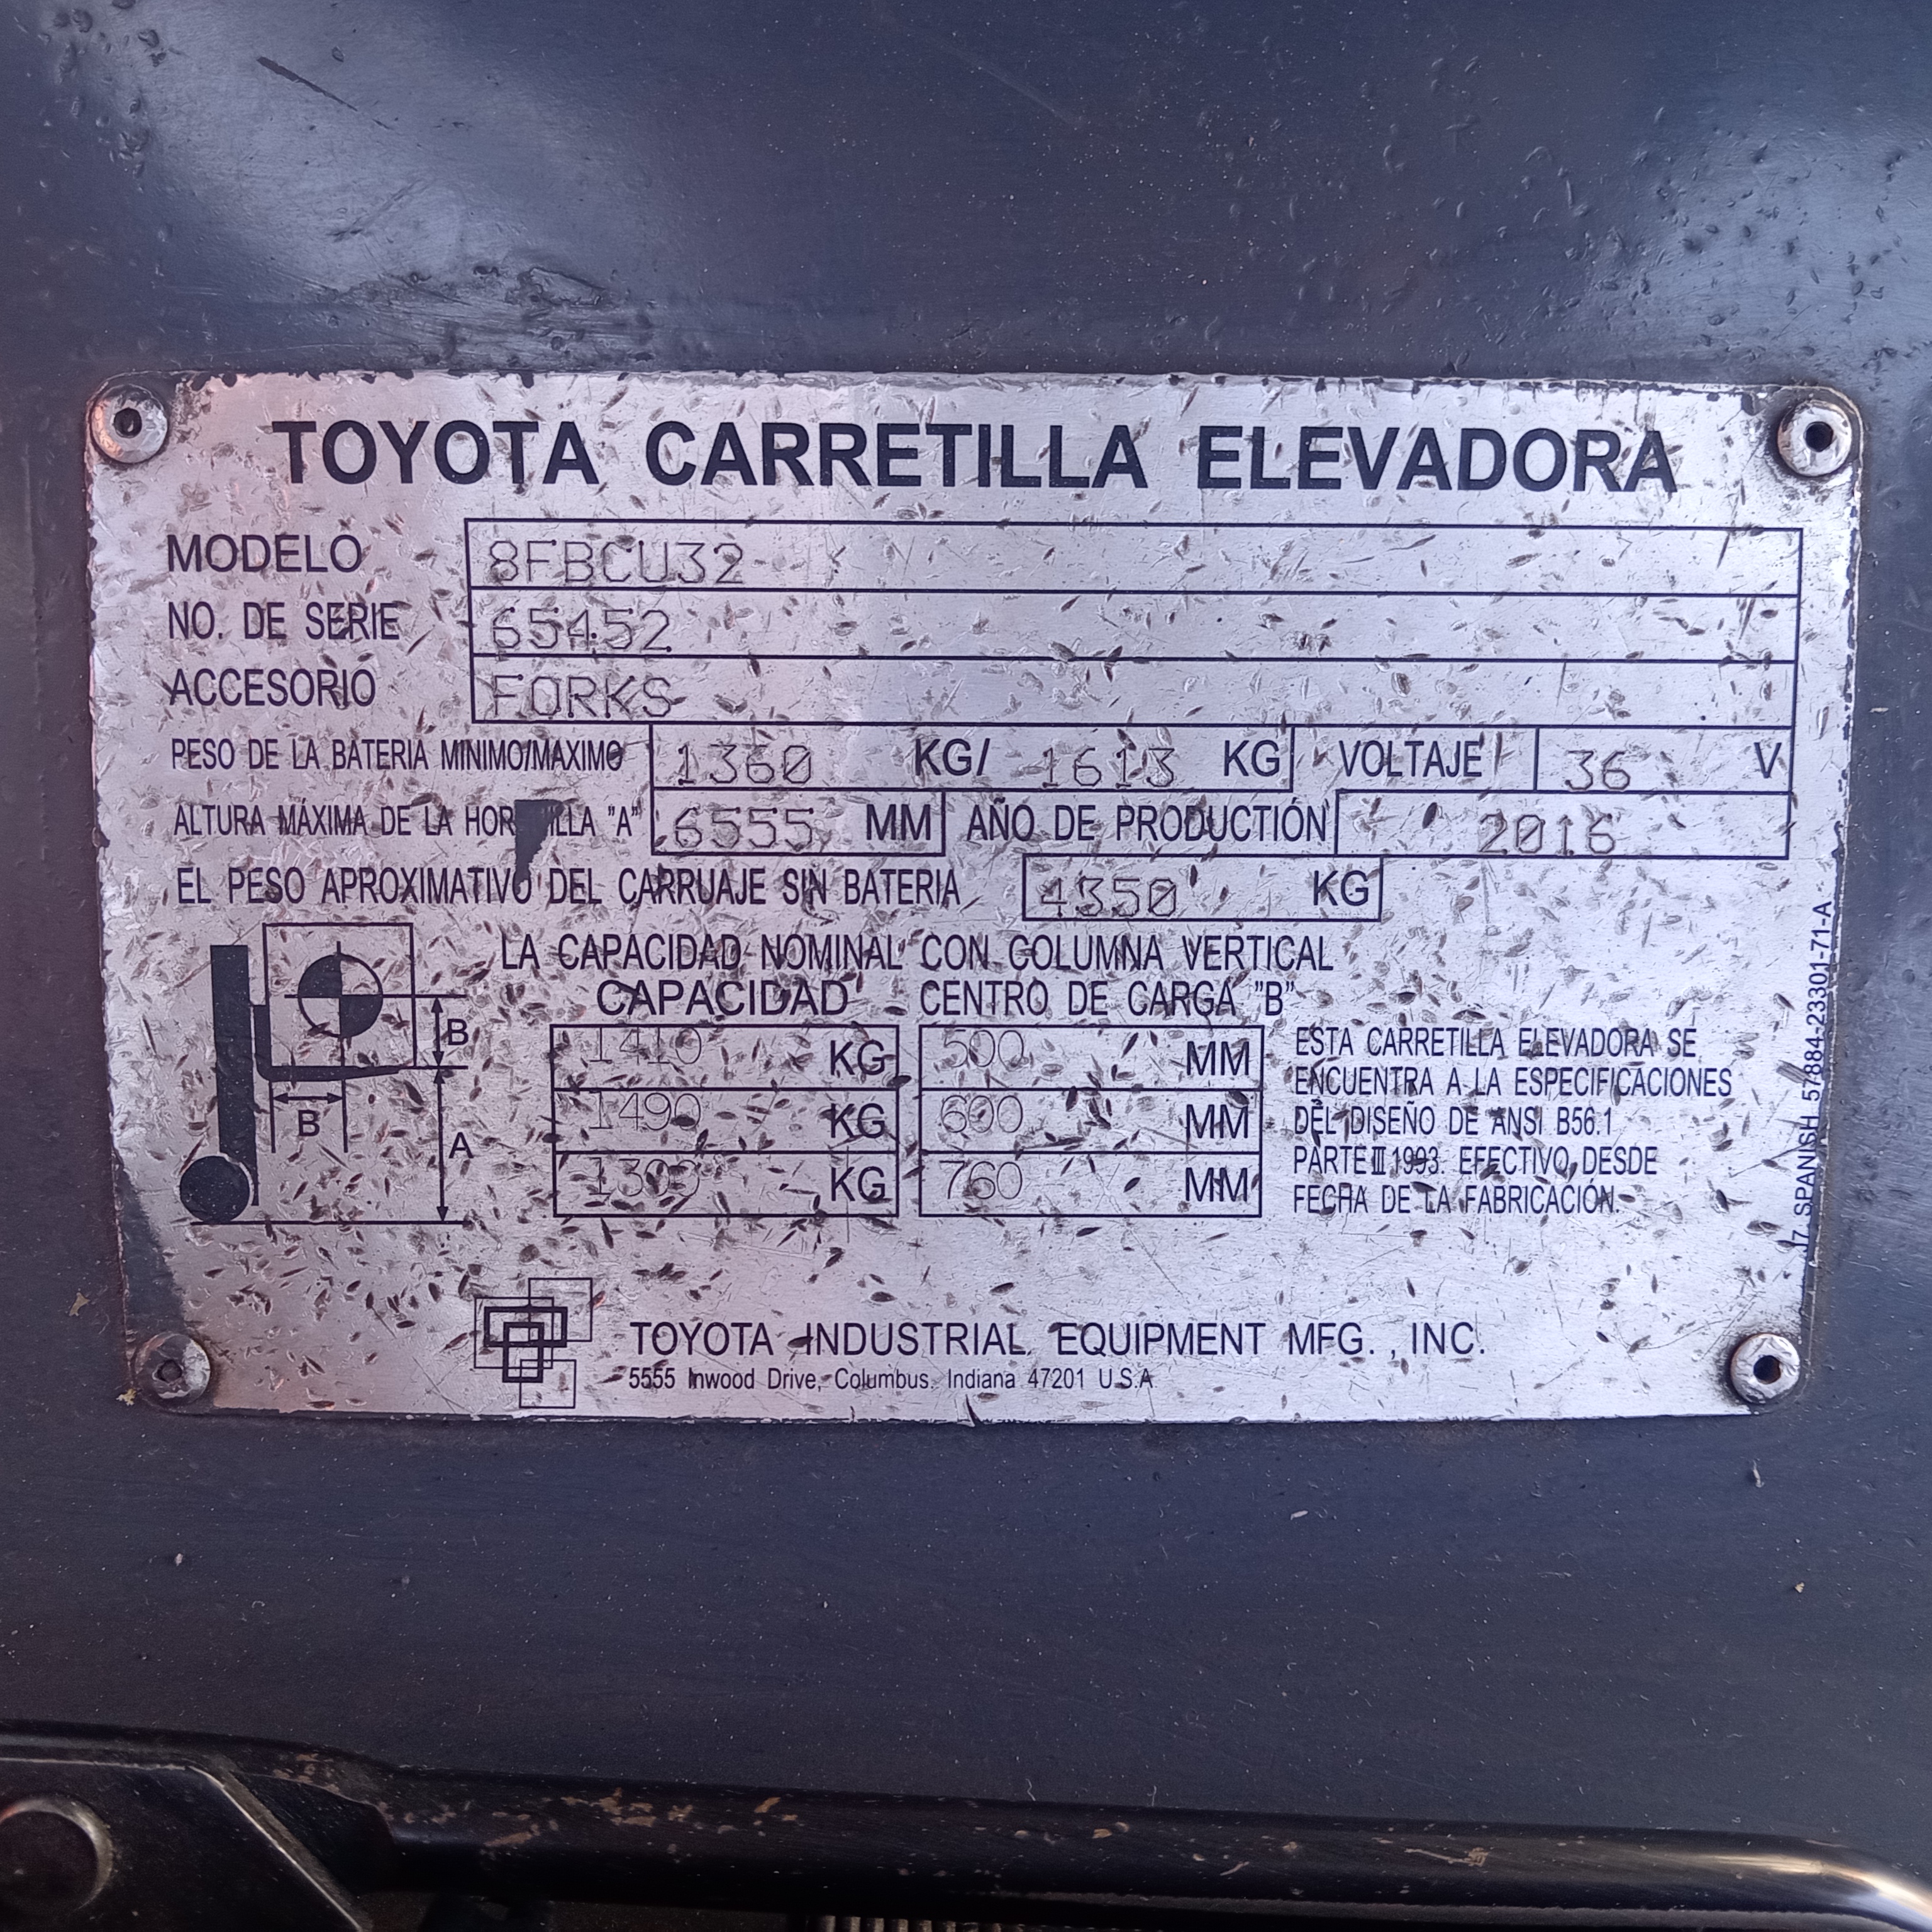 TOYOTA CARRETILLA ELEVADORA
MODELO 8FBCU32
NO. DE SERIE 65452
ACCESORIO FORKS
PESO DE LA BATERIA MINIMO/MAXIMO 1360 KG/ 1613 KG VOLTAJE 36 V
ALTURA MÁXIMA DE LA "A" 6555 MM AÑO DE PRODUCTIÓN 2016
EL PESO APROXIMATIVO DEL CARRUAJE SIN BATERIA 4350 KG
LA CAPACIDAD NOMINAL CON COLUMNA VERTICAL
CAPACIDAD CENTRO DE CARGA "B"
1410 KG 500 MM
1490 KG 600 MM
KG 760 MM
B
B
A
ESTA CARRETILLA ELEVADORA SE
ENCUENTRA A LA ESPECIFICACIONES
DEL DISEÑO DE ANSI B56.1
PARTE III 1993. EFECTIVO DESDE
FECHA DE LA FABRICACIÓN.
J7 SPANISH 57884-23301-71-A
TOYOTA INDUSTRIAL EQUIPMENT MFG., INC.
5555 Inwood Drive, Columbus, Indiana 47201 U.S.A